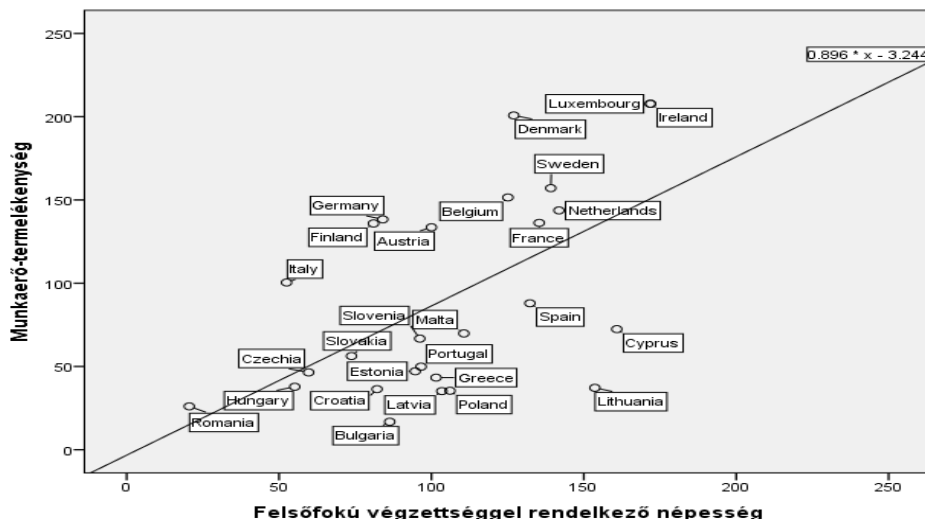 250
0.896 * x - 3.244
200
Luxembourg
Ireland
Denmark
Sweden
150
Germany
Belgium
Netherlands
Finland
Austria
France
Italy
100
Slovenia
Malta
Spain
Slovakia
Cyprus
Czechia
Portugal
50
Estonia
Greece
Hungary
Croatia
Latvia
Poland
Lithuania
Romania
Bulgaria
0
Munkaerő-termelékenység
0 50 100 150 200 250
Felsőfokú végzettséggel rendelkező népesség